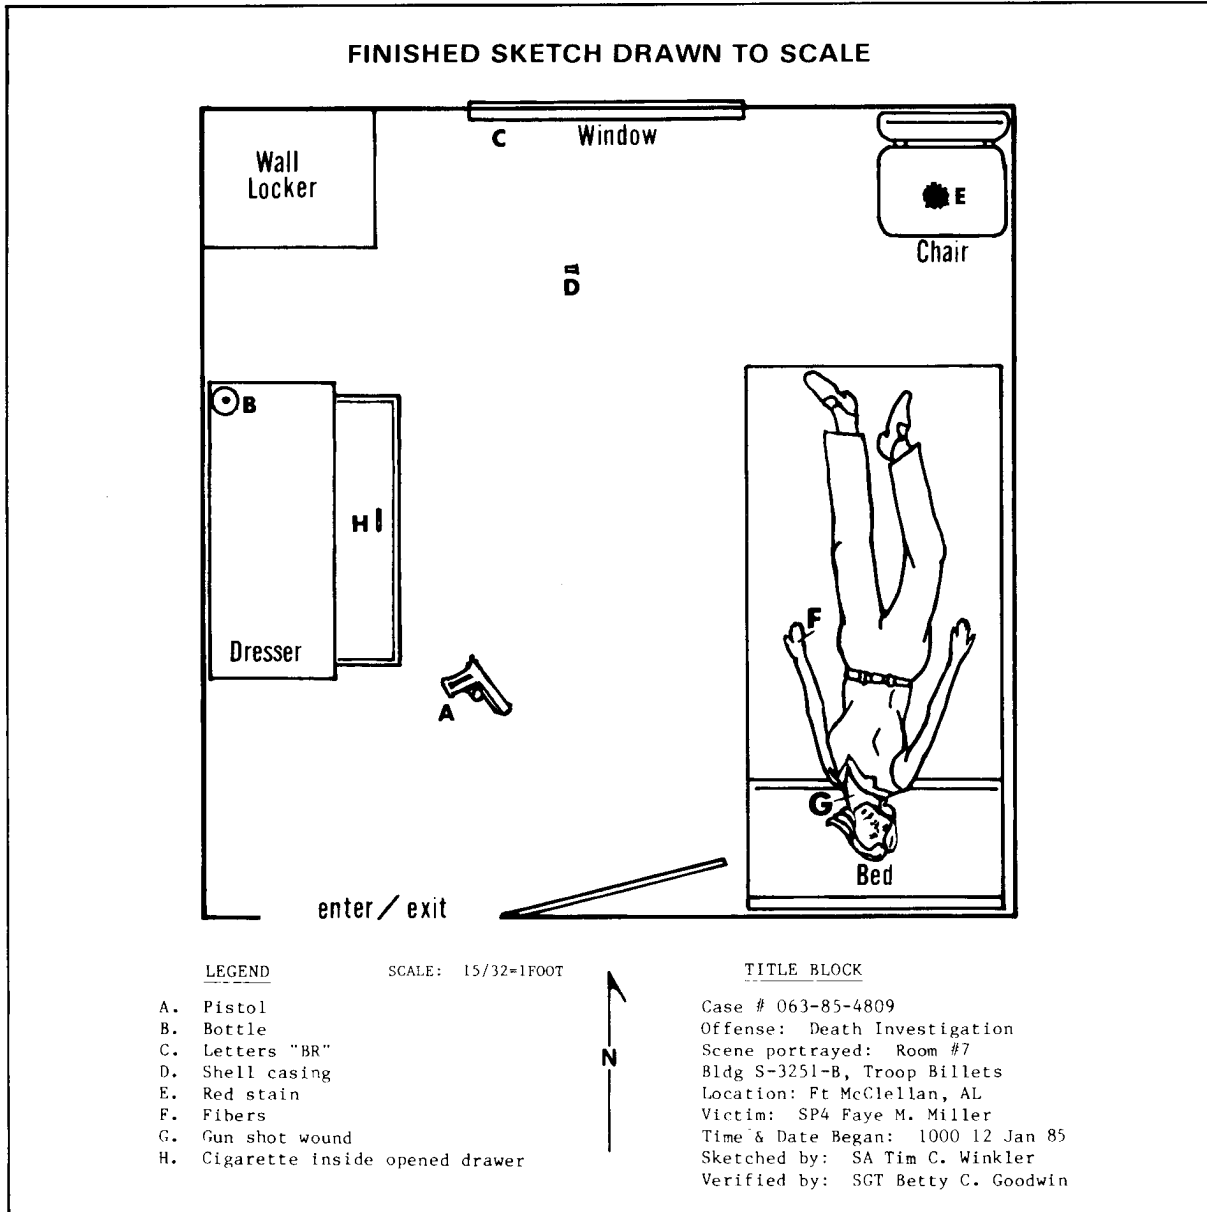 FINISHED SKETCH DRAWN TO SCALE
C Window
Wall
Locker
E
Chair
D
B
H
F
Dresser
A
G
Bed
enter / exit
LEGEND
SCALE: 15/32=1FOOT
A. Pistol
B. Bottle
C. Letters "BR"
D. Shell casing
E. Red stain
F. Fibers
G. Gun shot wound
H. Cigarette inside opened drawer
N
TITLE BLOCK
Case # 063-85-4809
Offense: Death Investigation
Scene portrayed: Room #7
Bldg S-3251-B, Troop Billets
Location: Ft McClellan, AL
Victim: SP4 Faye M. Miller
Time & Date Began: 1000 12 Jan 85
Sketched by: SA Tim C. Winkler
Verified by: SGT Betty C. Goodwin